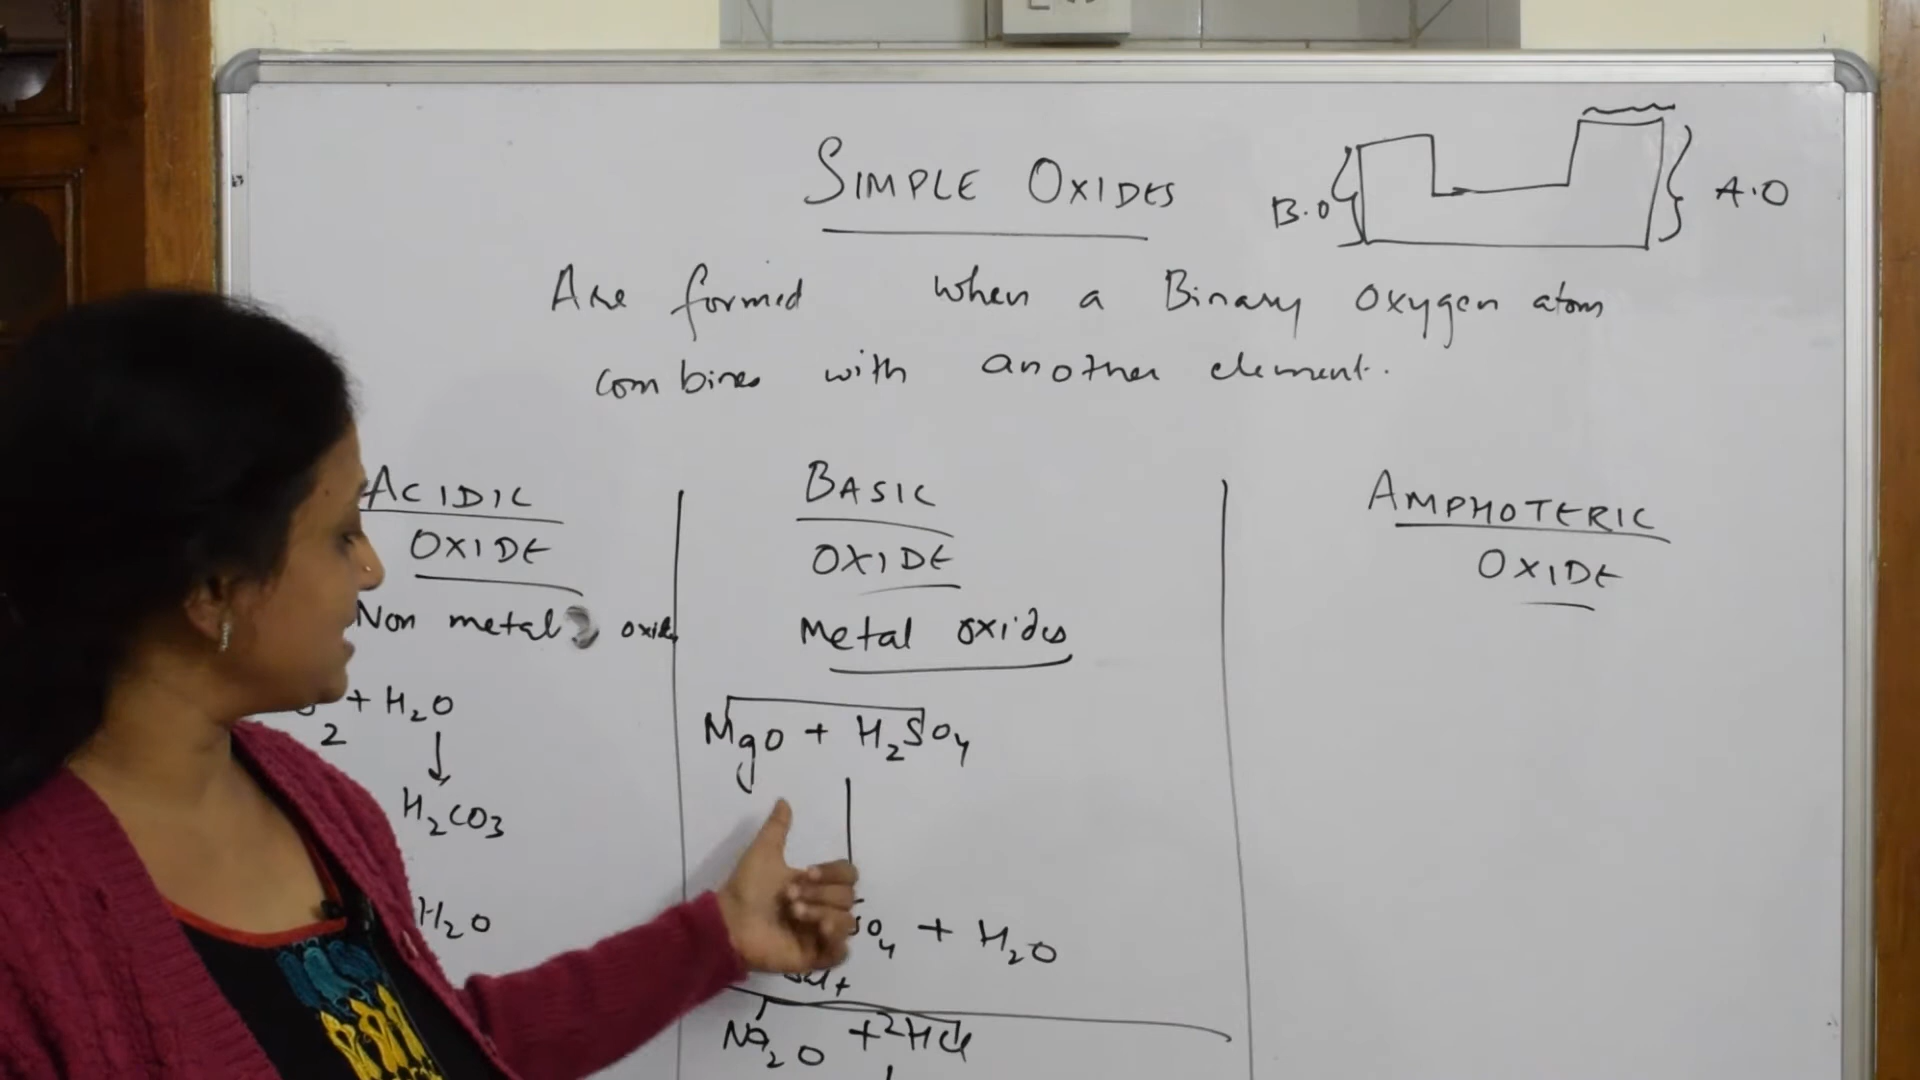 SIMPLE OXIDES
B.O
A.O
Are formed when a Binary Oxygen atom
combines with another element.
ACIDIC
OXIDE
Non metal oxide
2 + H2O
↓
H2CO3
H2O
BASIC
OXIDE
Metal oxides
MgO + H2SO4
SO4 + H2O
Salt
Na2O + 2HCl
AMPHOTERIC
OXIDE